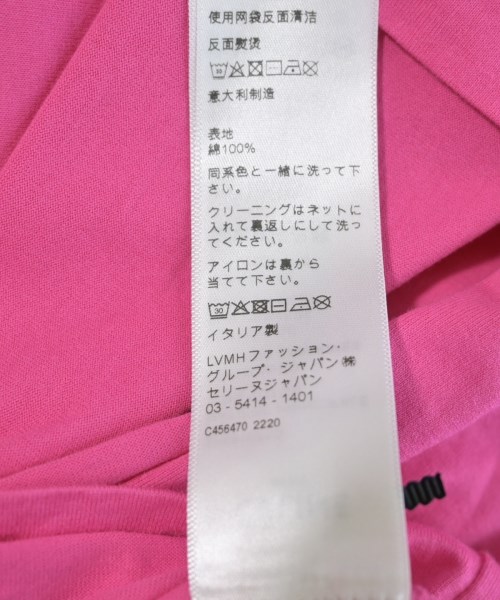 使用网袋反面清洁
反面熨烫
30
意大利制造
表地
綿100%
同系色と一緒に洗って下
さい。
クリーニングはネットに
入れて裏返しにして洗っ
てください。
アイロンは裏から
当てて下さい。
30
イタリア製
LVMHファッション・
グループ・ジャパン㈱
セリーヌジャパン
03 - 5414 - 1401
C456470 2220